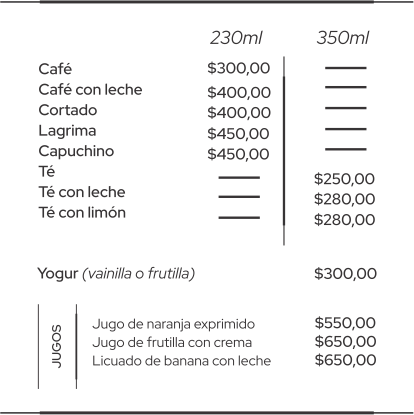 230ml 350ml
Café $300,00
Café con leche $400,00
Cortado $400,00
Lagrima $450,00
Capuchino $450,00
Té $250,00
Té con leche $280,00
Té con limón $280,00
Yogur (vainilla o frutilla) $300,00
JUGOS
Jugo de naranja exprimido $550,00
Jugo de frutilla con crema $650,00
Licuado de banana con leche $650,00